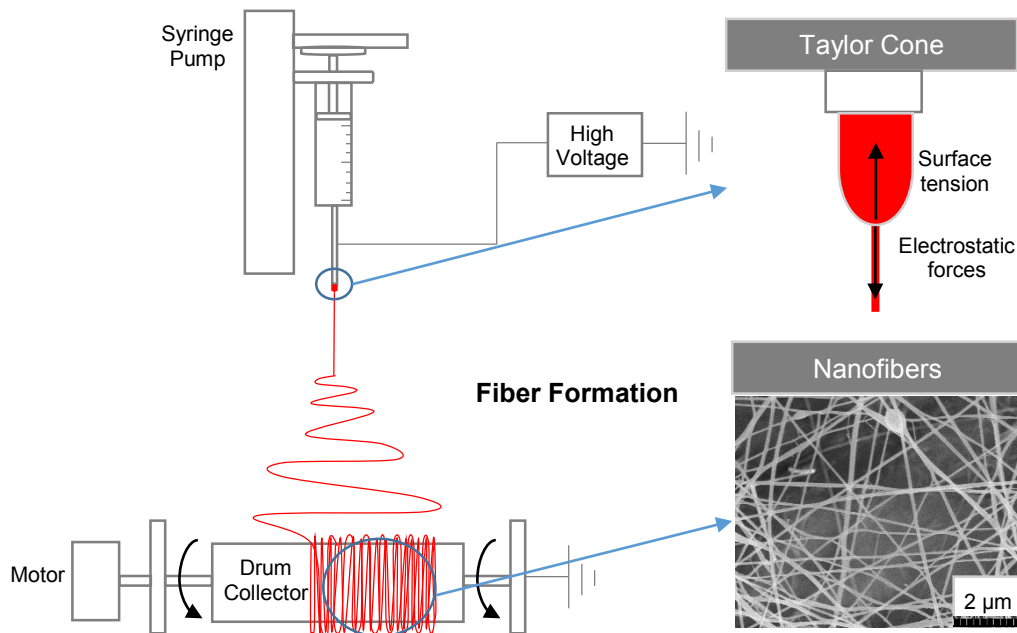 Syringe
Pump
High
Voltage
Taylor Cone
Surface
tension
Electrostatic
forces
Fiber Formation
Nanofibers
Motor
Drum
Collector
2 μm